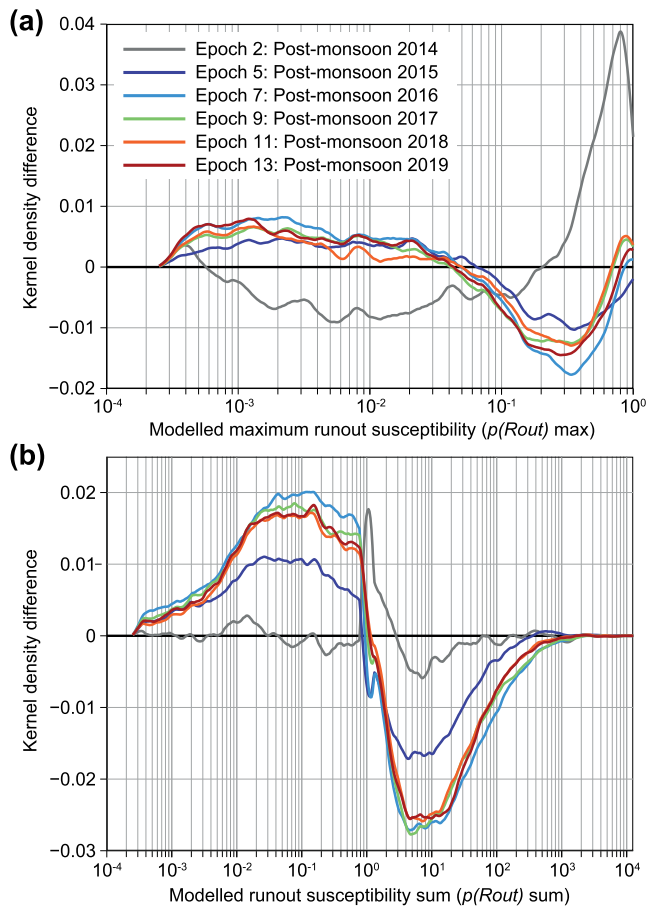 (a)
0.04
0.03
0.02
0.01
0
−0.01
−0.02
Kernel density difference
Epoch 2: Post-monsoon 2014
Epoch 5: Post-monsoon 2015
Epoch 7: Post-monsoon 2016
Epoch 9: Post-monsoon 2017
Epoch 11: Post-monsoon 2018
Epoch 13: Post-monsoon 2019
10⁻⁴ 10⁻³ 10⁻² 10⁻¹ 10⁰
Modelled maximum runout susceptibility (p(Rout) max)
(b)
0.02
0.01
0
−0.01
−0.02
−0.03
Kernel density difference
10⁻⁴ 10⁻³ 10⁻² 10⁻¹ 10⁰ 10¹ 10² 10³ 10⁴
Modelled runout susceptibility sum (p(Rout) sum)